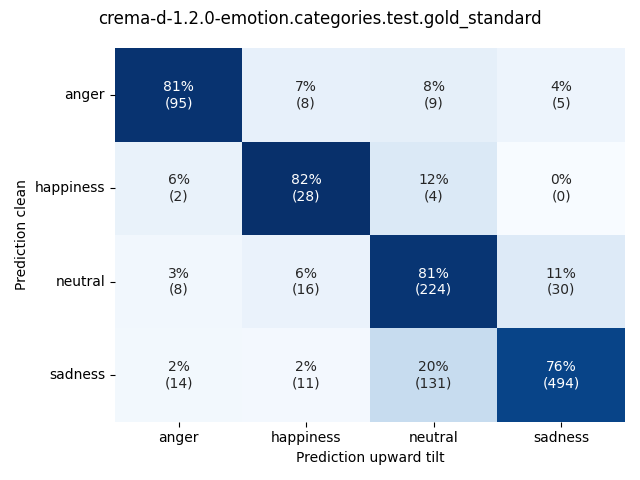 crema-d-1.2.0-emotion.categories.test.gold_standard
Prediction clean
anger
81% 7% 8% 4%
(95) (8) (9) (5)
happiness
6% 82% 12% 0%
(2) (28) (4) (0)
neutral
3% 6% 81% 11%
(8) (16) (224) (30)
sadness
2% 2% 20% 76%
(14) (11) (131) (494)
anger happiness neutral sadness
Prediction upward tilt